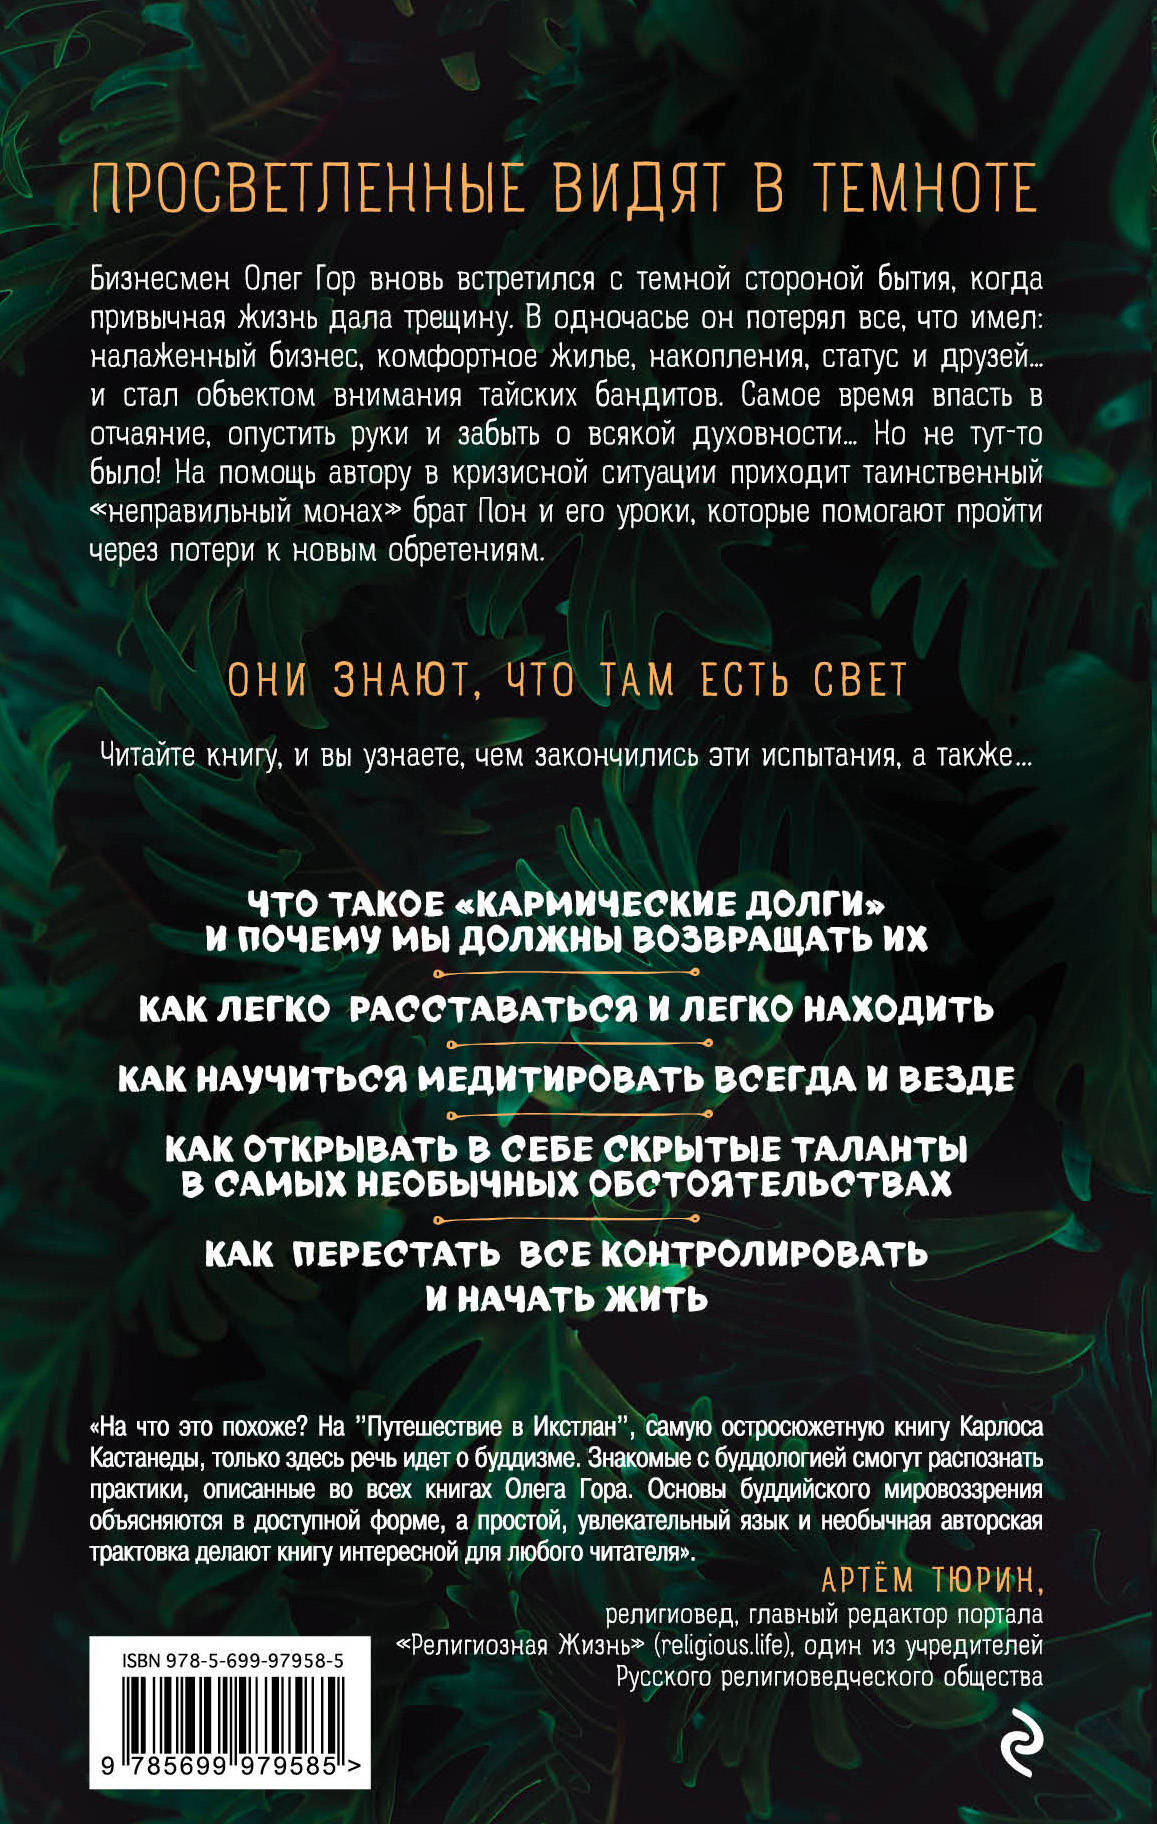 ПРОСВЕТЛЕННЫЕ ВИДЯТ В ТЕМНОТЕ
Бизнесмен Олег Гор вновь встретился с темной стороной бытия, когда
привычная жизнь дала трещину. В одночасье он потерял все, что имел:
налаженный бизнес, комфортное жилье, накопления, статус и друзей...
и стал объектом внимания тайских бандитов. Самое время впасть в
отчаяние, опустить руки и забыть о всякой духовности... Но не тут-то
было! На помощь автору в кризисной ситуации приходит таинственный
«неправильный монах» брат Пон и его уроки, которые помогают пройти
через потери к новым обретениям.
ОНИ ЗНАЮТ, ЧТО ТАМ ЕСТЬ СВЕТ
Читайте книгу, и вы узнаете, чем закончились эти испытания, а также...
ЧТО ТАКОЕ «КАРМИЧЕСКИЕ ДОЛГИ»
И ПОЧЕМУ МЫ ДОЛЖНЫ ВОЗВРАЩАТЬ ИХ
КАК ЛЕГКО РАССТАВАТЬСЯ И ЛЕГКО НАХОДИТЬ
КАК НАУЧИТЬСЯ МЕДИТИРОВАТЬ ВСЕГДА И ВЕЗДЕ
КАК ОТКРЫВАТЬ В СЕБЕ СКРЫТЫЕ ТАЛАНТЫ
В САМЫХ НЕОБЫЧНЫХ ОБСТОЯТЕЛЬСТВАХ
КАК ПЕРЕСТАТЬ ВСЕ КОНТРОЛИРОВАТЬ
И НАЧАТЬ ЖИТЬ
«На что это похоже? На ”Путешествие в Икстлан”, самую остросюжетную книгу Карлоса
Кастанеды, только здесь речь идет о буддизме. Знакомые с буддологией смогут распознать
практики, описанные во всех книгах Олега Гора. Основы буддийского мировоззрения
объясняются в доступной форме, а простой, увлекательный язык и необычная авторская
трактовка делают книгу интересной для любого читателя».
АРТЁМ ТЮРИН,
религиовед, главный редактор портала
«Религиозная Жизнь» (religious.life), один из учредителей
Русского религиоведческого общества
ISBN 978-5-699-97958-5
9 785699 979585 >